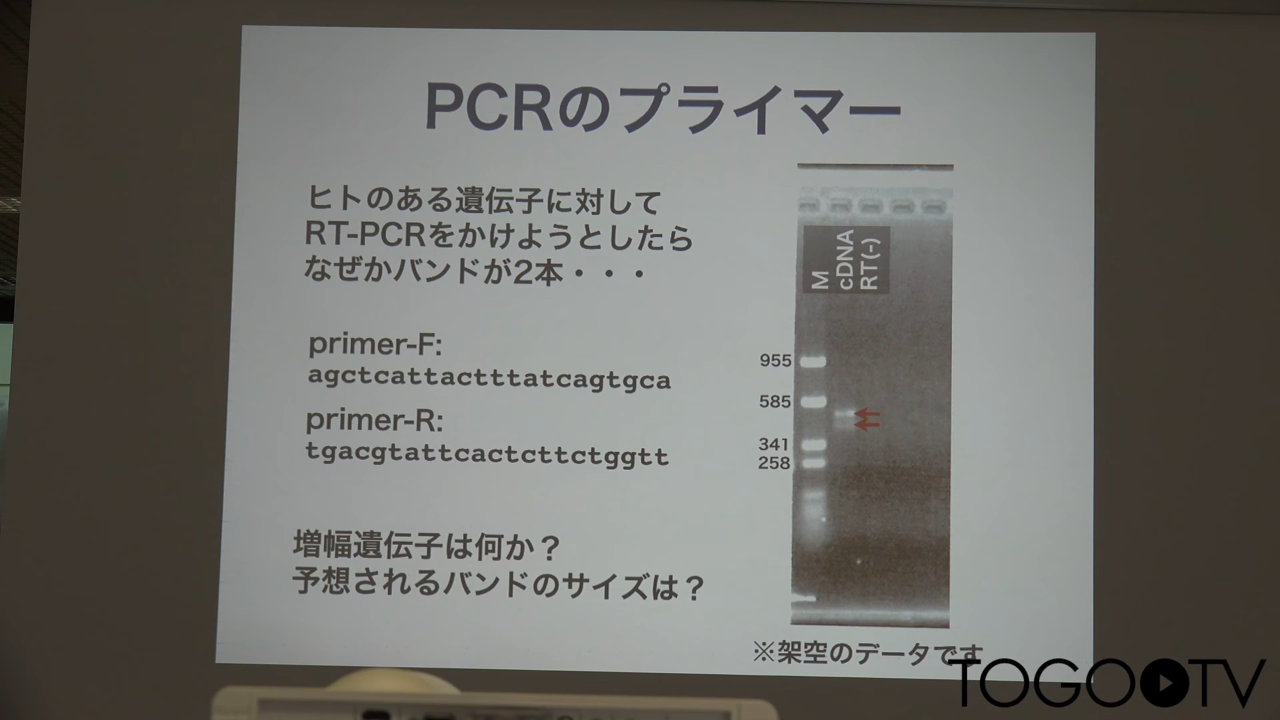 PCRのプライマー
ヒトのある遺伝子に対して
RT-PCRをかけようとしたら
なぜかバンドが2本・・・
primer-F:
agctcattactttatcagtgca
primer-R:
tgacgtattcactcttctggtt
増幅遺伝子は何か？
予想されるバンドのサイズは？
M
cDNA
RT(-)
955
585
341
258
※架空のデータです
TOGOTV